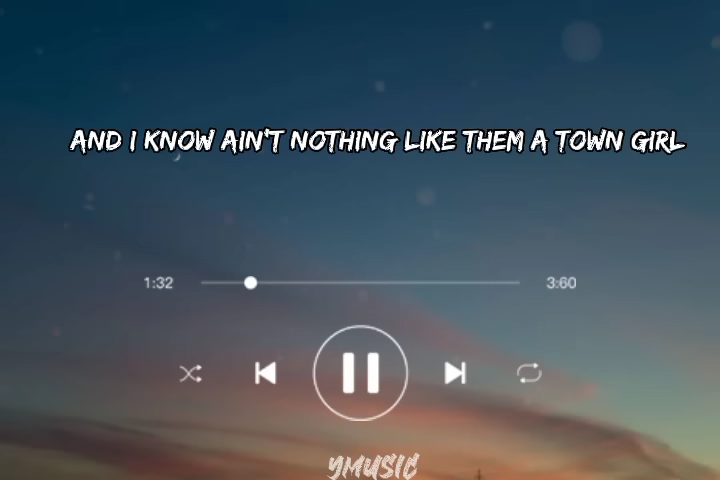 AND I KNOW AIN'T NOTHING LIKE THEM A TOWN GIRL
1:32 3:60
YMUSIC